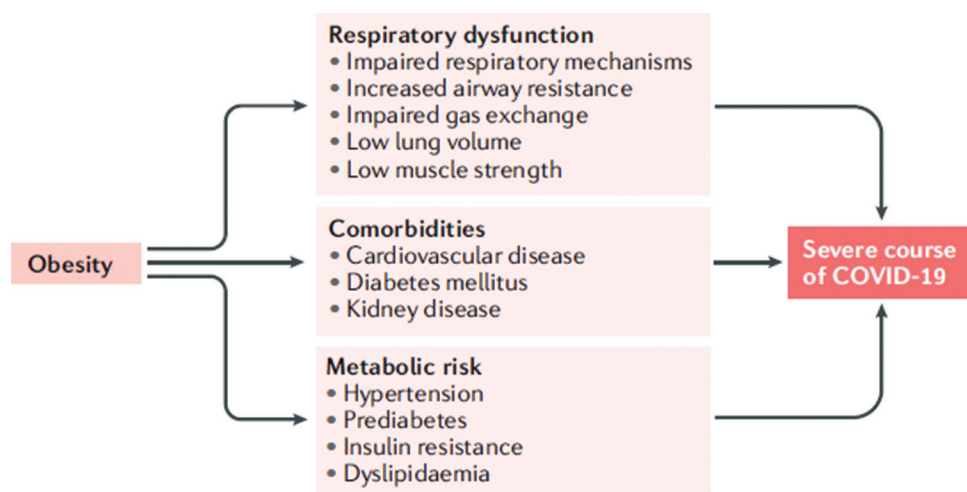 Obesity
Respiratory dysfunction
• Impaired respiratory mechanisms
• Increased airway resistance
• Impaired gas exchange
• Low lung volume
• Low muscle strength
Comorbidities
• Cardiovascular disease
• Diabetes mellitus
• Kidney disease
Metabolic risk
• Hypertension
• Prediabetes
• Insulin resistance
• Dyslipidaemia
Severe course
of COVID-19